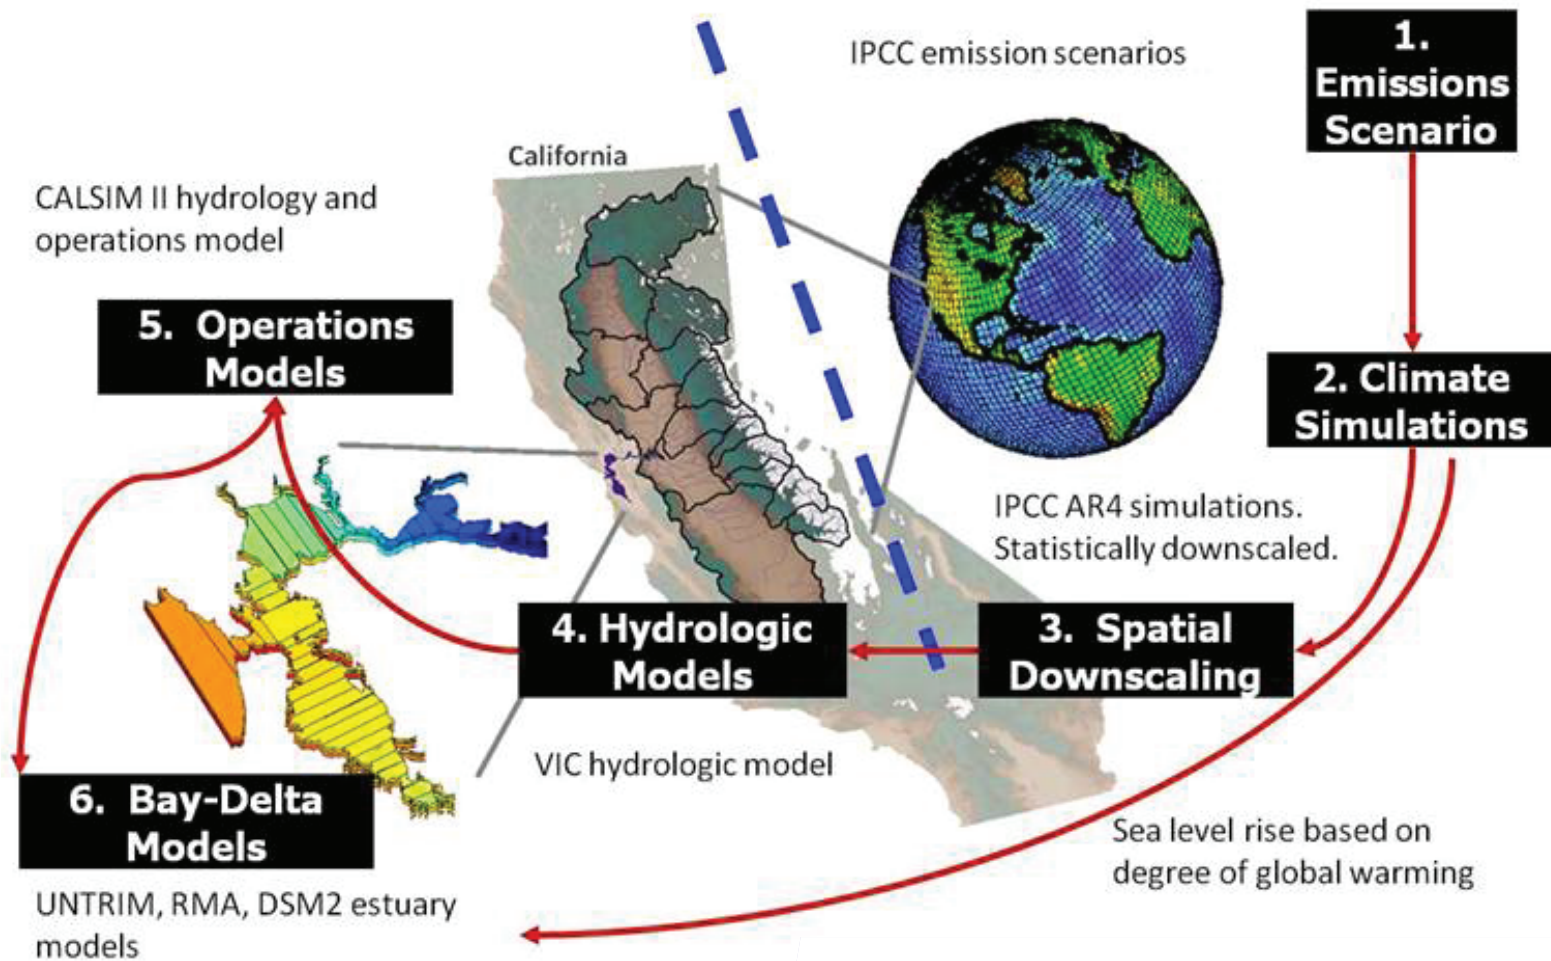 IPCC emission scenarios
1.
Emissions
Scenario
California
CALSIM II hydrology and
operations model
5. Operations
Models
2. Climate
Simulations
IPCC AR4 simulations.
Statistically downscaled.
4. Hydrologic
Models
3. Spatial
Downscaling
VIC hydrologic model
6. Bay-Delta
Models
Sea level rise based on
degree of global warming
UNTRIM, RMA, DSM2 estuary
models